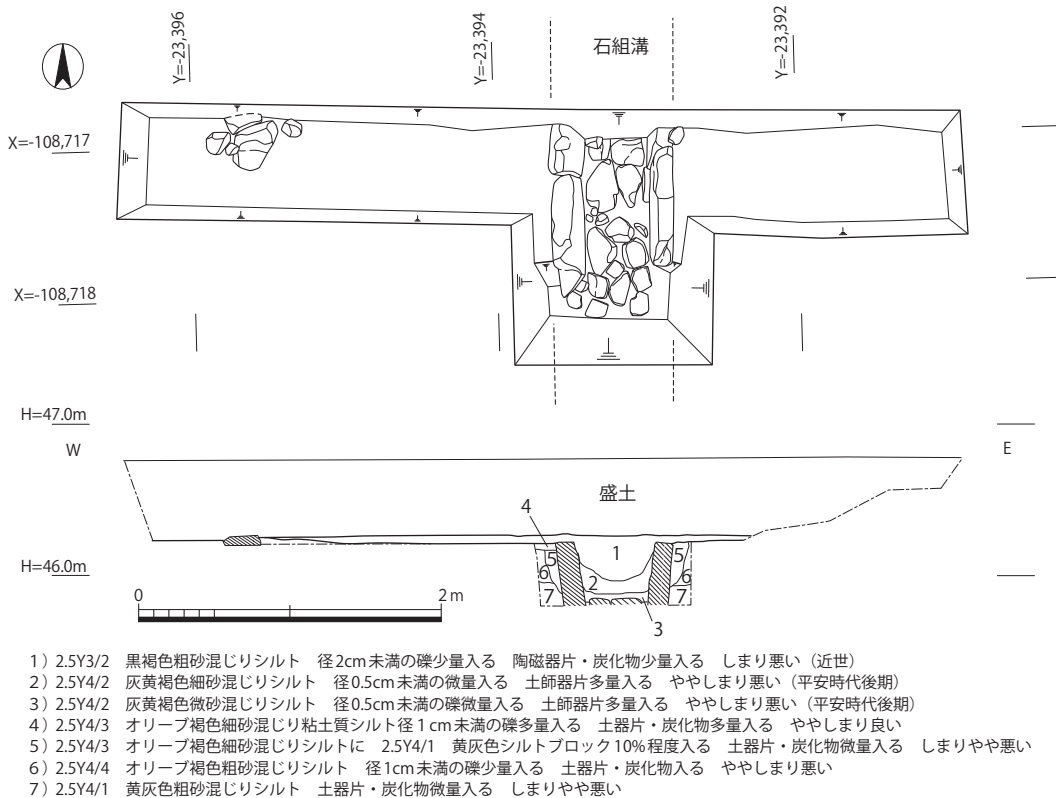 Y=-23,396
Y=-23,394
石組溝
Y=-23,392
X=-108,717
X=-108,718
H=47.0m
W
E
盛土
4
1
5
5
6
2
6
7
7
3
H=46.0m
0
2 m
1）2.5Y3/2　黒褐色粗砂混じりシルト　径2cm未満の礫少量入る　陶磁器片・炭化物少量入る　しまり悪い（近世）
2）2.5Y4/2　灰黄褐色細砂混じりシルト　径0.5cm未満の微量入る　土師器片多量入る　ややしまり悪い（平安時代後期）
3）2.5Y4/2　灰黄褐色微砂混じりシルト　径0.5cm未満の礫微量入る　土師器片多量入る　ややしまり悪い（平安時代後期）
4）2.5Y4/3　オリーブ褐色細砂混じり粘土質シルト径1cm未満の礫多量入る　土器片・炭化物多量入る　ややしまり良い
5）2.5Y4/3　オリーブ褐色細砂混じりシルトに　2.5Y4/1　黄灰色シルトブロック10%程度入る　土器片・炭化物微量入る　しまりやや悪い
6）2.5Y4/4　オリーブ褐色粗砂混じりシルト　径1cm未満の礫少量入る　土器片・炭化物入る　ややしまり悪い
7）2.5Y4/1　黄灰色粗砂混じりシルト　土器片・炭化物微量入る　しまりやや悪い